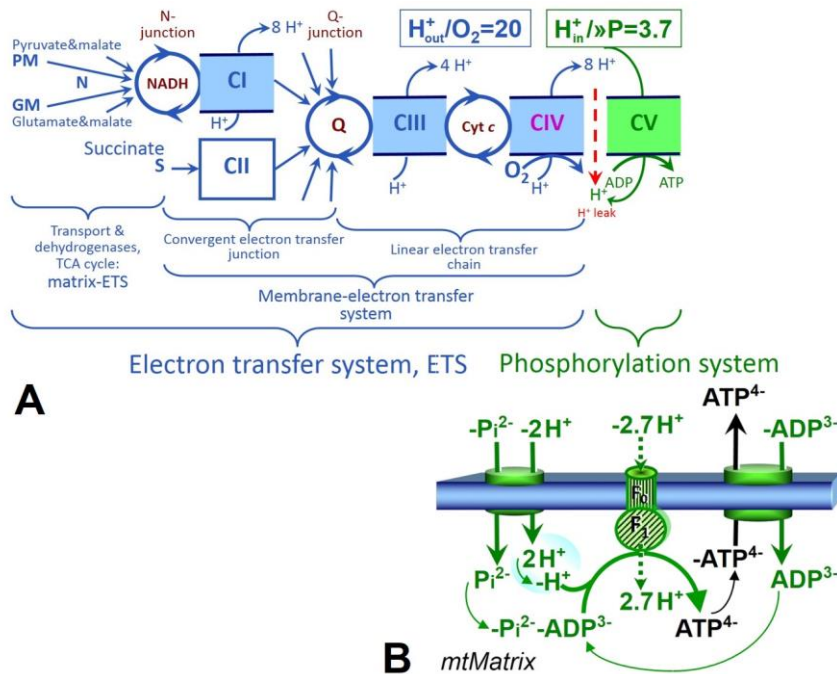 N-
junction
Q-
junction
8 H⁺
H⁺out/O₂=20
H⁺in/»P=3.7
Pyruvate&malate
PM
N
GM
Glutamate&malate
NADH
CI
H⁺
4 H⁺
8 H⁺
Q
CIII
H⁺
Cyt c
CIV
CV
Succinate
S
CII
O₂
H⁺
H⁺
H⁺ leak
ADP
ATP
Transport &
dehydrogenases,
TCA cycle:
matrix-ETS
Convergent electron transfer
junction
Linear electron transfer
chain
Membrane-electron transfer
system
Electron transfer system, ETS
Phosphorylation system
A
ATP⁴⁻
-Pi²⁻
-2H⁺
-2.7H⁺
-ADP³⁻
F₀
F₁
2H⁺
-H⁺
Pi²⁻
2.7H⁺
-ATP⁴⁻
ADP³⁻
-Pi²⁻-ADP³⁻
ATP⁴⁻
B
mtMatrix